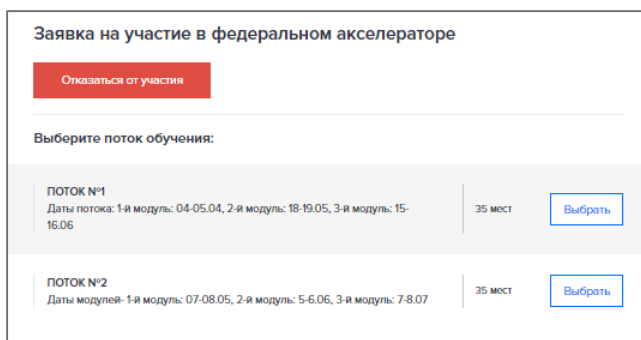 Заявка на участие в федеральном акселераторе
Отказаться от участия
Выберите поток обучения:
ПОТОК №1
Даты потока: 1-й модуль: 04-05.04, 2-й модуль: 18-19.05, 3-й модуль: 15-
16.06
35 мест
Выбрать
ПОТОК №2
Даты модулей- 1-й модуль: 07-08.05, 2-й модуль: 5-6.06, 3-й модуль: 7-8.07
35 мест
Выбрать